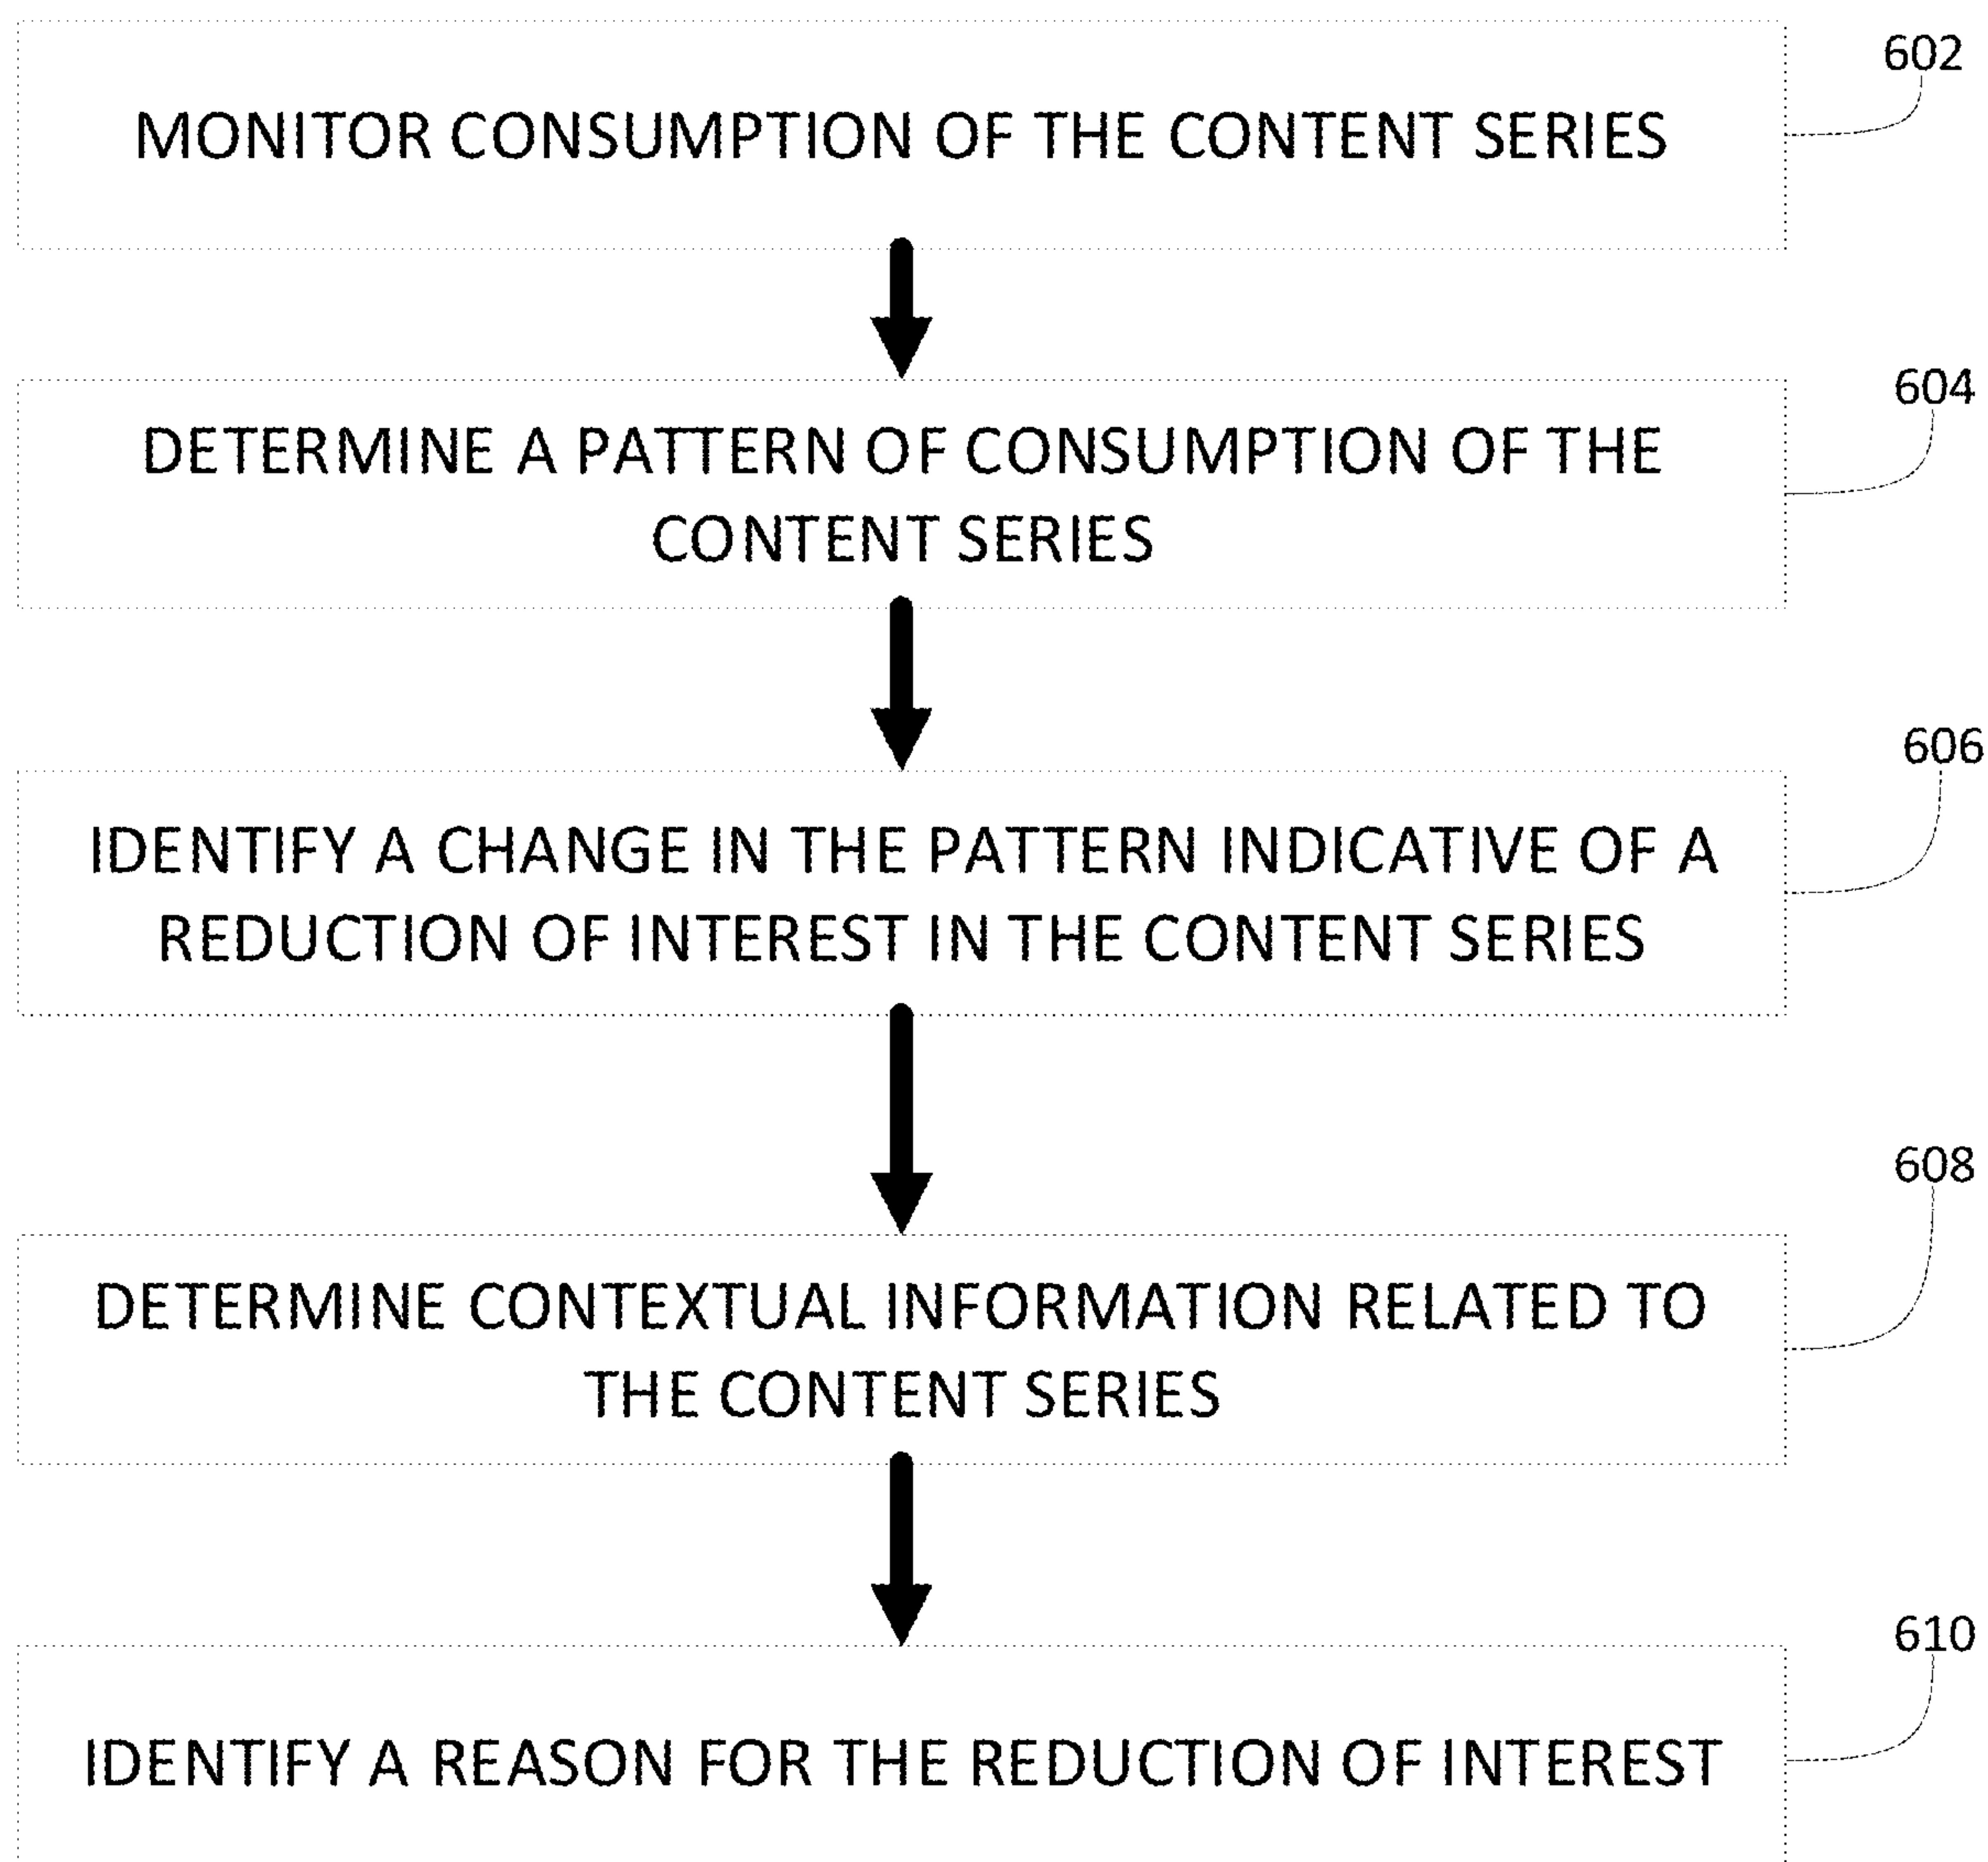 602
MONITOR CONSUMPTION OF THE CONTENT SERIES
604
DETERMINE A PATTERN OF CONSUMPTION OF THE
CONTENT SERIES
606
IDENTIFY A CHANGE IN THE PATTERN INDICATIVE OF A
REDUCTION OF INTEREST IN THE CONTENT SERIES
608
DETERMINE CONTEXTUAL INFORMATION RELATED TO
THE CONTENT SERIES
610
IDENTIFY A REASON FOR THE REDUCTION OF INTEREST